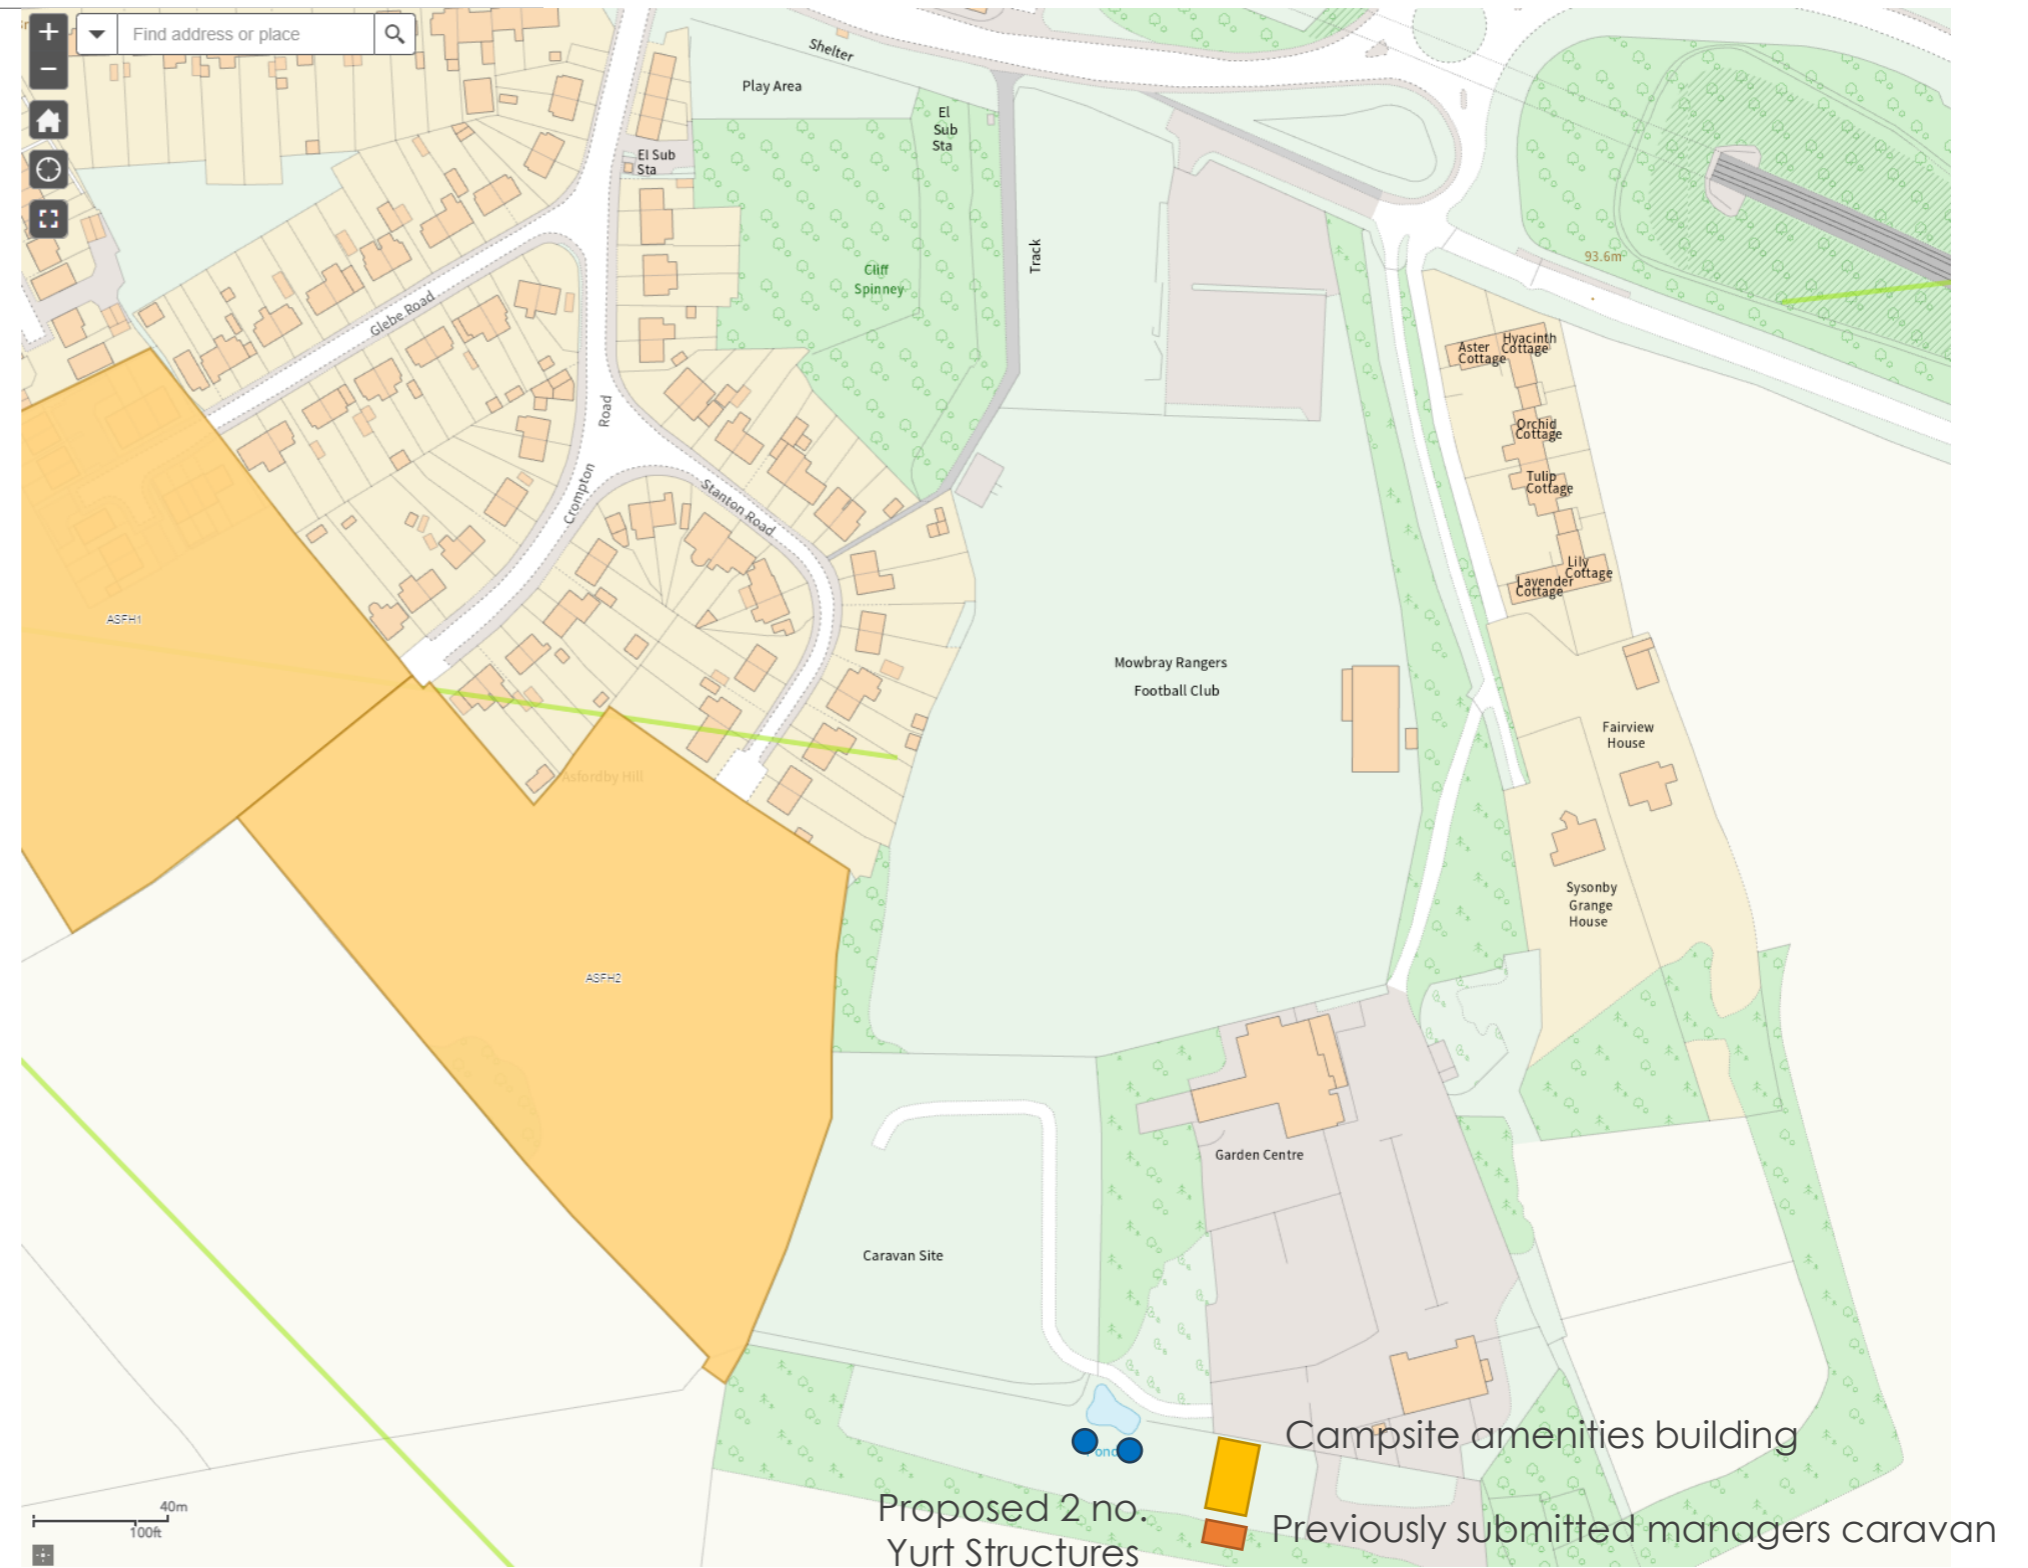 Find address or place
Shelter
Play Area
El
Sub
Sta
El Sub
Sta
Track
Cliff
Spinney
93.6m
Glebe Road
Hyacinth
Cottage
Aster
Cottage
Orchid
Cottage
Tulip
Cottage
Road
Crompton
Stanton Road
Lily
Cottage
Lavender
Cottage
ASFH1
Mowbray Rangers
Football Club
Fairview
House
Asfordby Hill
Sysonby
Grange
House
ASFH2
Garden Centre
Caravan Site
Campsite amenities building
Proposed 2 no.
Yurt Structures
Previously submitted managers caravan
40m
100ft